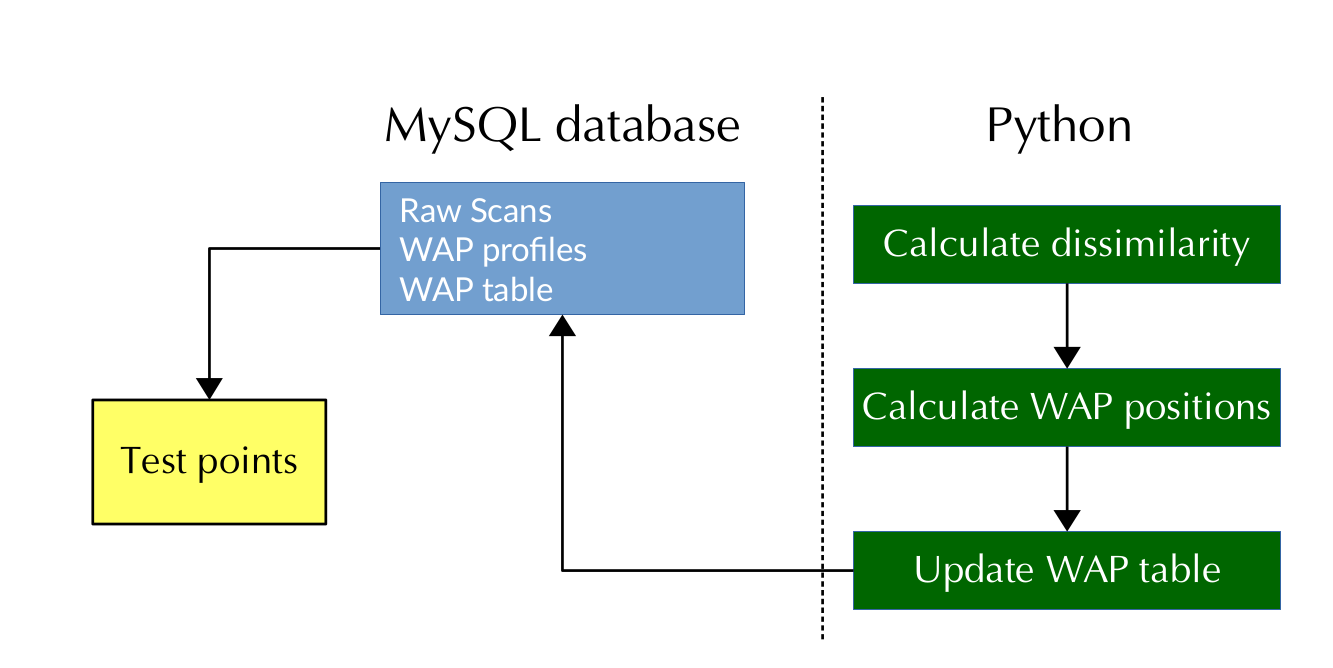 MySQL database
Raw Scans
WAP profiles
WAP table
Test points
Python
Calculate dissimilarity
Calculate WAP positions
Update WAP table